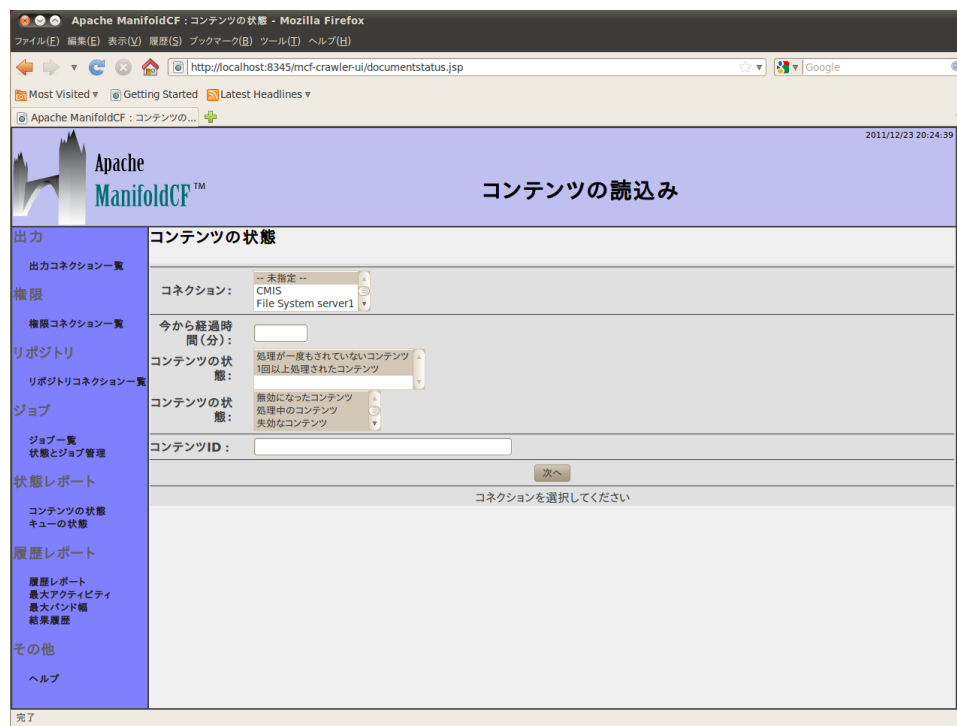 Apache ManifoldCF : コンテンツの状態 - Mozilla Firefox
ファイル(F) 編集(E) 表示(V) 履歴(S) ブックマーク(B) ツール(T) ヘルプ(H)
http://localhost:8345/mcf-crawler-ui/documentstatus.jsp
Google
Most Visited Getting Started Latest Headlines
Apache ManifoldCF : コンテンツの...
2011/12/23 20:24:39
Apache
ManifoldCF™
コンテンツの読込み
出力
出力コネクション一覧
権限
権限コネクション一覧
リポジトリ
リポジトリコネクション一覧
ジョブ
ジョブ一覧
状態とジョブ管理
状態レポート
コンテンツの状態
キューの状態
履歴レポート
履歴レポート
最大アクティビティ
最大バンド幅
結果履歴
その他
ヘルプ
コンテンツの状態
コネクション:
-- 未指定 --
CMIS
File System server1
今から経過時
間(分):
コンテンツの状
態:
処理が一度もされていないコンテンツ
1回以上処理されたコンテンツ
コンテンツの状
態:
無効になったコンテンツ
処理中のコンテンツ
失効なコンテンツ
コンテンツID:
次へ
コネクションを選択してください
完了